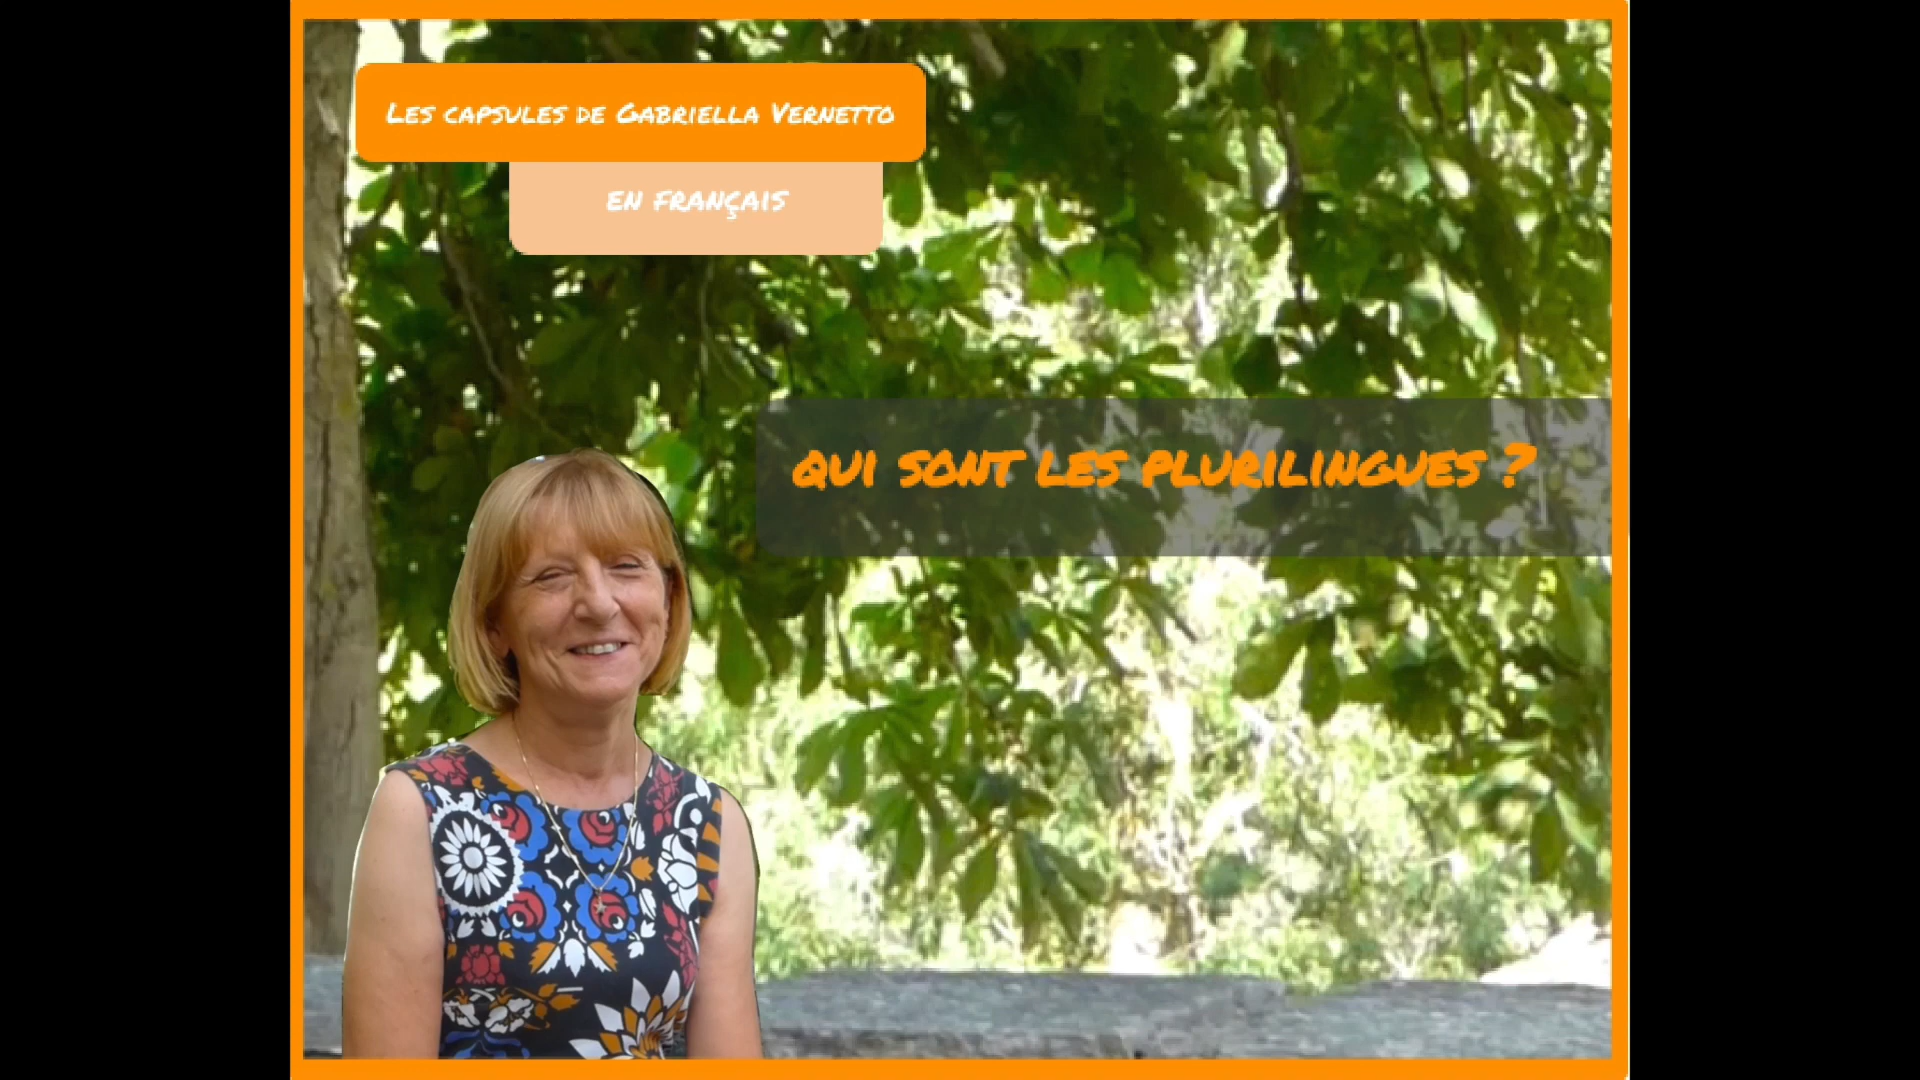 Les capsules de Gabriella Vernetto
en français
qui sont les plurilingues ?